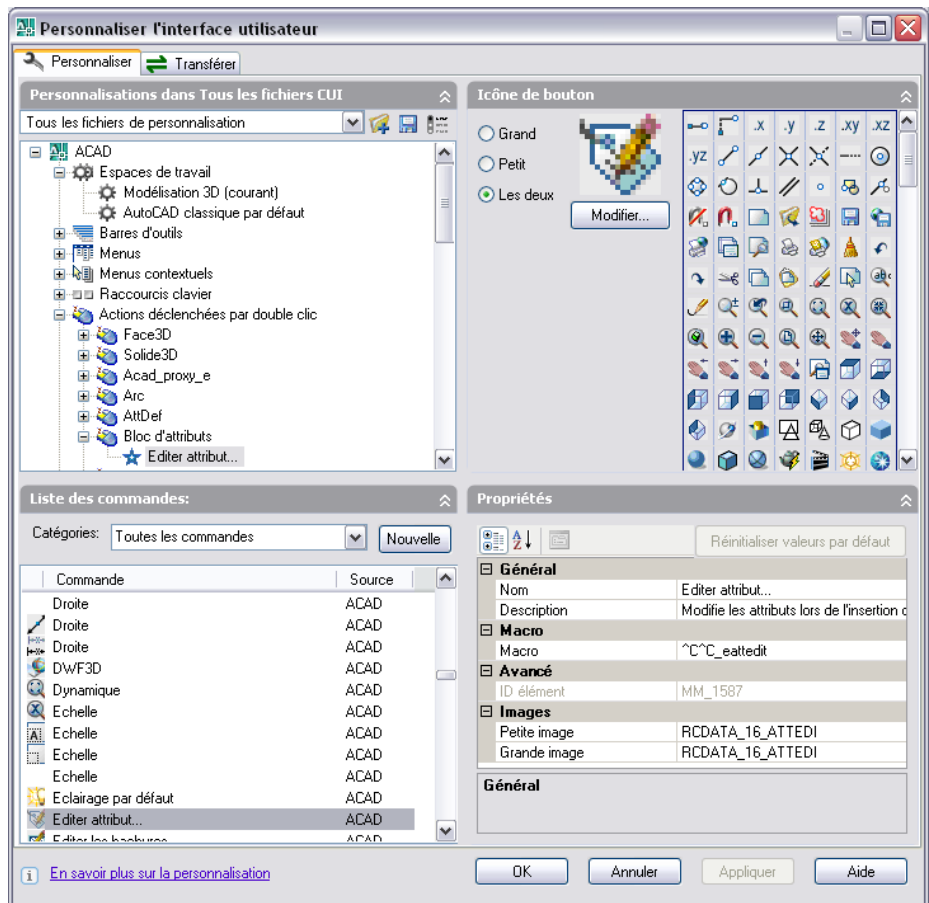 Personnaliser l'interface utilisateur
Personnaliser
Transférer
Personnalisations dans Tous les fichiers CUI
Tous les fichiers de personnalisation
ACAD
Espaces de travail
Modélisation 3D (courant)
AutoCAD classique par défaut
Barres d'outils
Menus
Menus contextuels
Raccourcis clavier
Actions déclenchées par double clic
Face3D
Solide3D
Acad_proxy_e
Arc
AttDef
Bloc d'attributs
Editer attribut...
Icône de bouton
Grand
Petit
Les deux
Modifier...
.X .y .Z .XY .XZ
.YZ
Liste des commandes:
Catégories: Toutes les commandes Nouvelle
Commande Source
Droite ACAD
Droite ACAD
Droite ACAD
DWF3D ACAD
Dynamique ACAD
Echelle ACAD
Echelle ACAD
Echelle ACAD
Echelle ACAD
Eclairage par défaut ACAD
Editer attribut... ACAD
Editer les hachures ACAD
Propriétés
Réinitialiser valeurs par défaut
Général
Nom Editer attribut...
Description Modifie les attributs lors de l'insertion
Macro
Macro ^C^C_eattedit
Avancé
ID élément MM_1587
Images
Petite image RCDATA_16_ATTEDI
Grande image RCDATA_16_ATTEDI
Général
En savoir plus sur la personnalisation
OK Annuler Appliquer Aide